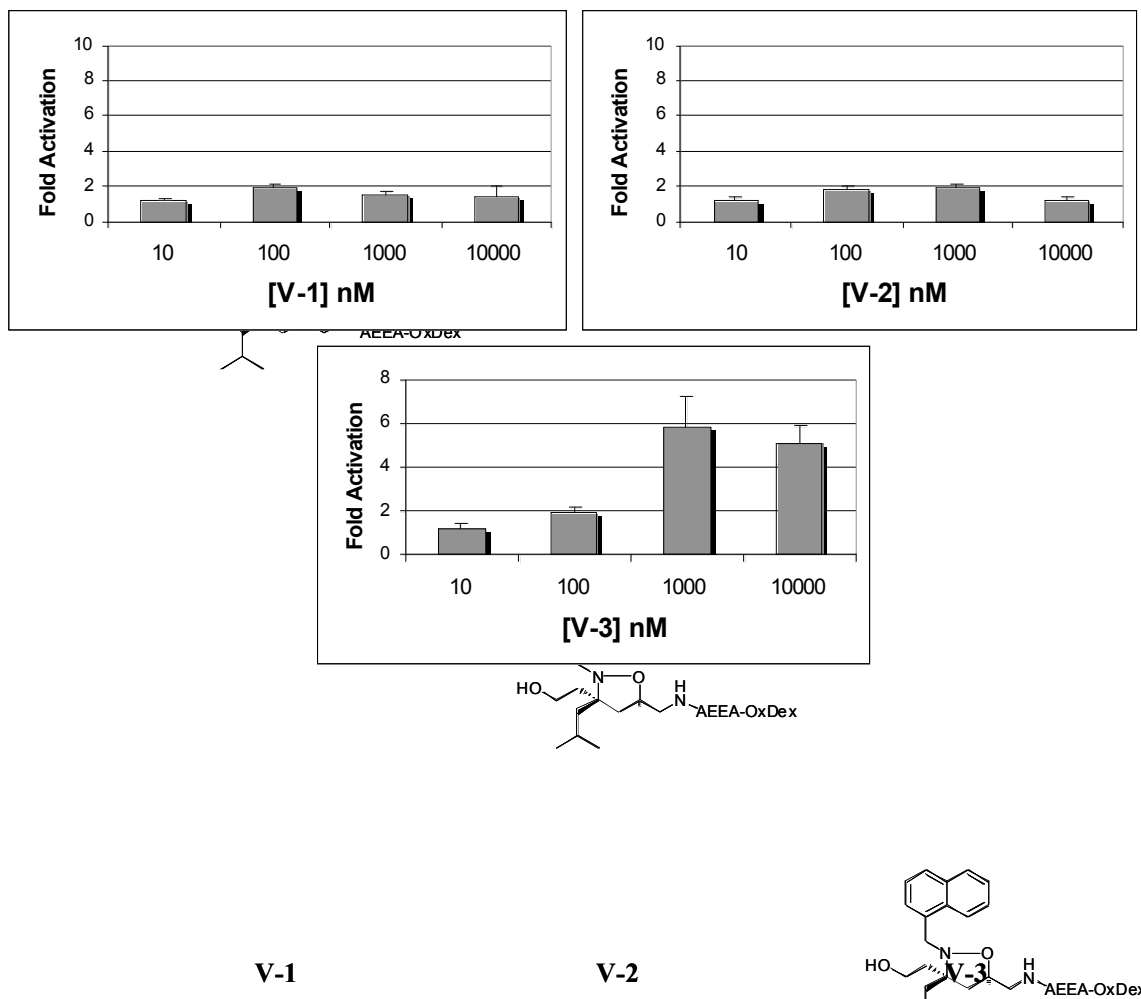 10
8
6
4
2
0
Fold Activation
10 100 1000 10000
[V-1] nM
10
8
6
4
2
0
Fold Activation
10 100 1000 10000
[V-2] nM
AEEA-OxDex
8
6
4
2
0
Fold Activation
10 100 1000 10000
[V-3] nM
N O
HO
H
N
AEEA-OxDex
N O
HO
H
N
AEEA-OxDex
V-1 V-2 V-3